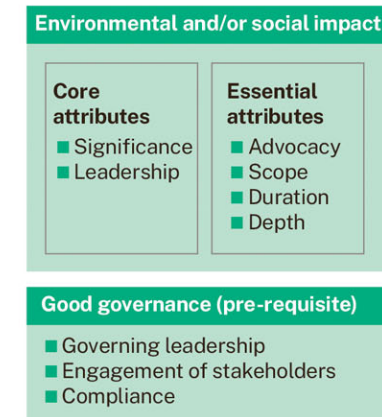 Environmental and/or social impact
Core
attributes
Significance
Leadership
Essential
attributes
Advocacy
Scope
Duration
Depth
Good governance (pre-requisite)
Governing leadership
Engagement of stakeholders
Compliance